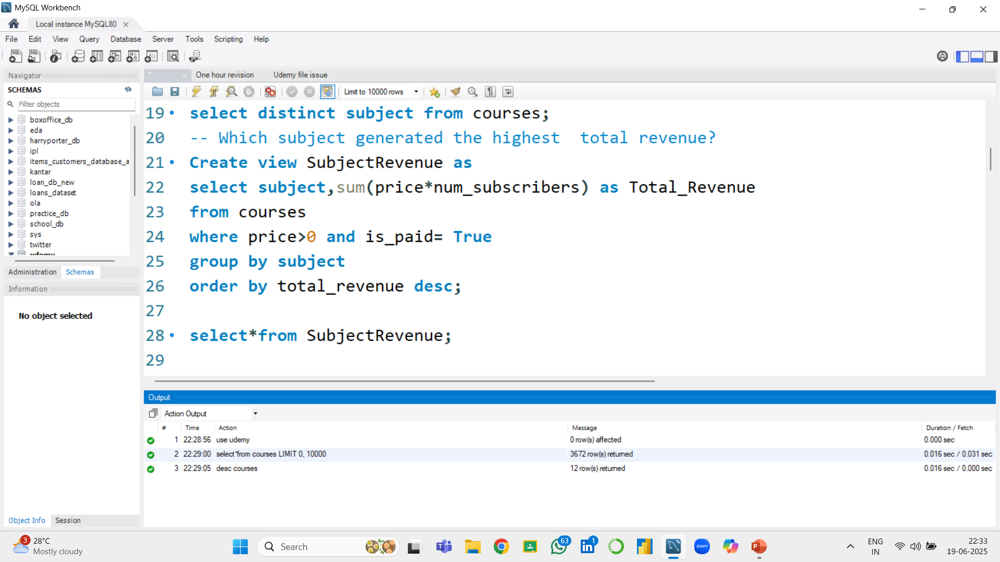 MySQL Workbench
Local instance MySQL80
File Edit View Query Database Server Tools Scripting Help
Navigator
One hour revision
Udemy file issue
SCHEMAS
Limit to 10000 rows
Filter objects
boxoffice_db
eda
harryporter_db
ipl
items_customers_database_a
kantar
loan_db_new
loans_dataset
ola
practice_db
school_db
sys
twitter
udemy
Administration Schemas
Information
No object selected
Object Info Session
19 select distinct subject from courses;
20 -- Which subject generated the highest  total revenue?
21 Create view SubjectRevenue as
22 select subject,sum(price*num_subscribers) as Total_Revenue
23 from courses
24 where price>0 and is_paid= True
25 group by subject
26 order by total_revenue desc;
27
28 select*from SubjectRevenue;
29
Output
Action Output
# Time Action Message Duration / Fetch
1 22:28:56 use udemy 0 row(s) affected 0.000 sec
2 22:29:00 select*from courses LIMIT 0, 10000 3672 row(s) returned 0.016 sec / 0.031 sec
3 22:29:05 desc courses 12 row(s) returned 0.016 sec / 0.000 sec
3
28°C
Mostly cloudy
Search
63
1
zoom
ENG
IN
22:33
19-06-2025